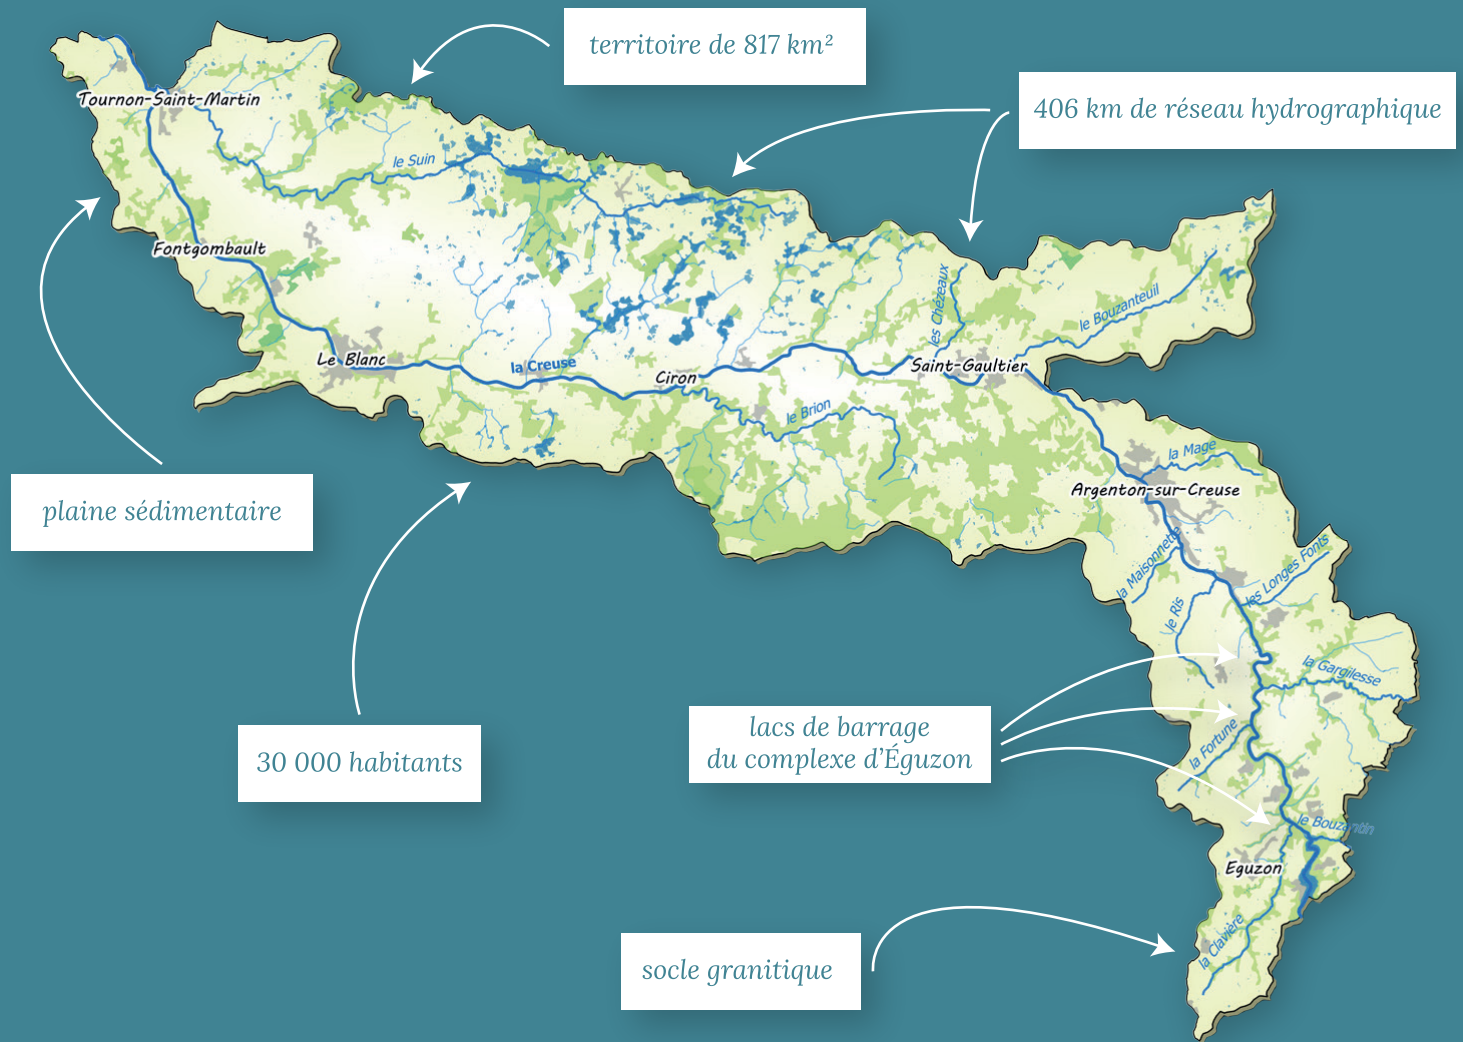 territoire de 817 km²
406 km de réseau hydrographique
Tournon-Saint-Martin
le Suin
Fontgombault
les Chézeaux
le Bouzanteuil
Le Blanc
la Creuse
Ciron
Saint-Gaultier
le Brion
la Mage
Argenton-sur-Creuse
plaine sédimentaire
la Maisonnette
les Longes Fonts
le Ris
la Gargilesse
lacs de barrage
du complexe d'Éguzon
la Fortune
30 000 habitants
le Bouzantin
Eguzon
la Clavière
socle granitique